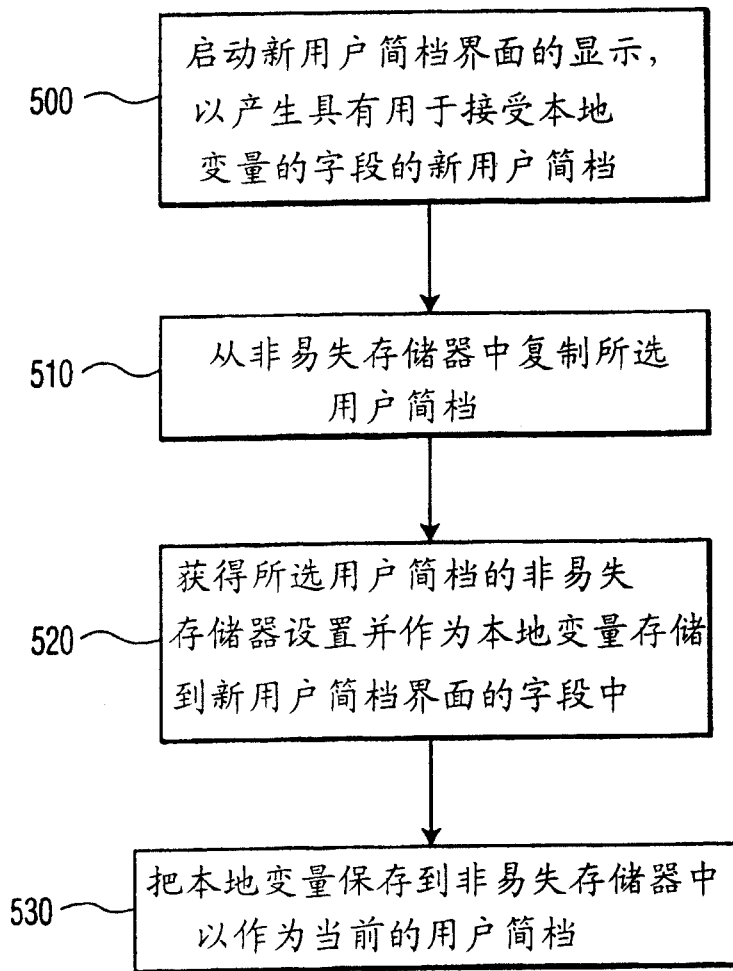 启动新用户简档界面的显示,
500
以产生具有用于接受本地
变量的字段的新用户简档
从非易失存储器中复制所选
510
用户简档
获得所选用户简档的非易失
520
存储器设置并作为本地变量存储
到新用户简档界面的字段中
把本地变量保存到非易失存储器中
530
以作为当前的用户简档